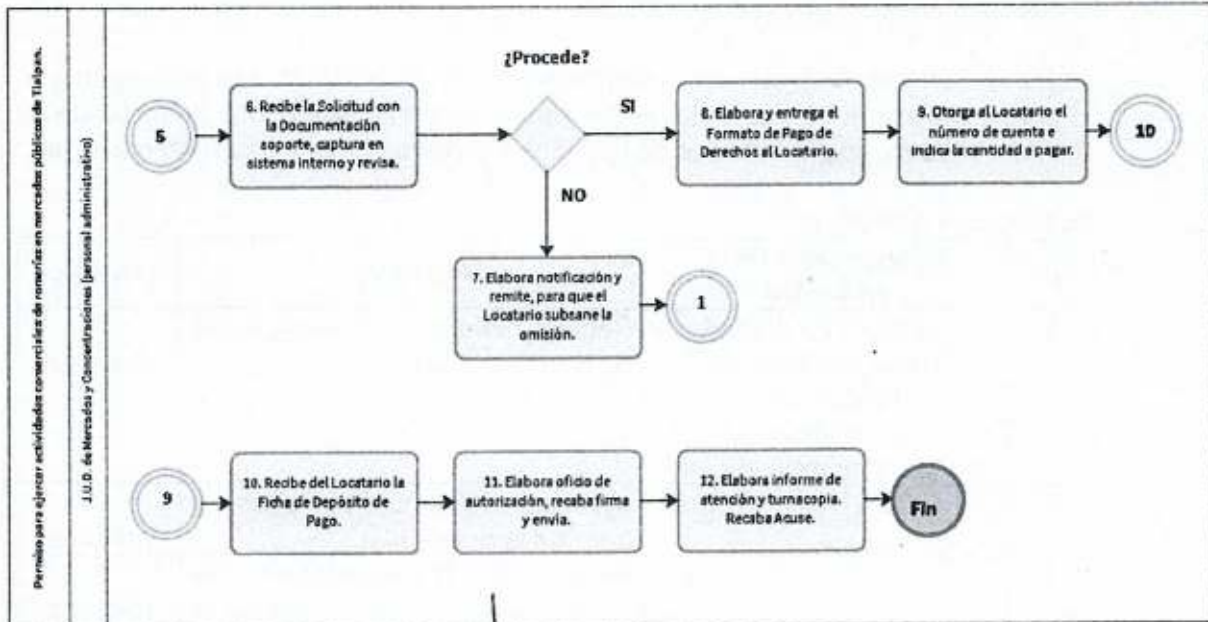 Permiso para ejercer actividades comerciales de romerías en mercados públicos de Tlalpan.
J.U.D. de Mercados y Concentraciones (personal administrativo)
¿Procede?
5
6. Recibe la Solicitud con
la Documentación
soporte, captura en
sistema interno y revisa.
SI
8. Elabora y entrega el
Formato de Pago de
Derechos al Locatario.
9. Otorga al Locatario el
número de cuenta e
indica la cantidad a pagar.
10
NO
7. Elabora notificación y
remite, para que el
Locatario subsane la
omisión.
1
9
10. Recibe del Locatario la
Ficha de Depósito de
Pago.
11. Elabora oficio de
autorización, recaba firma
y envía.
12. Elabora informe de
atención y turna copia.
Recaba Acuse.
Fin